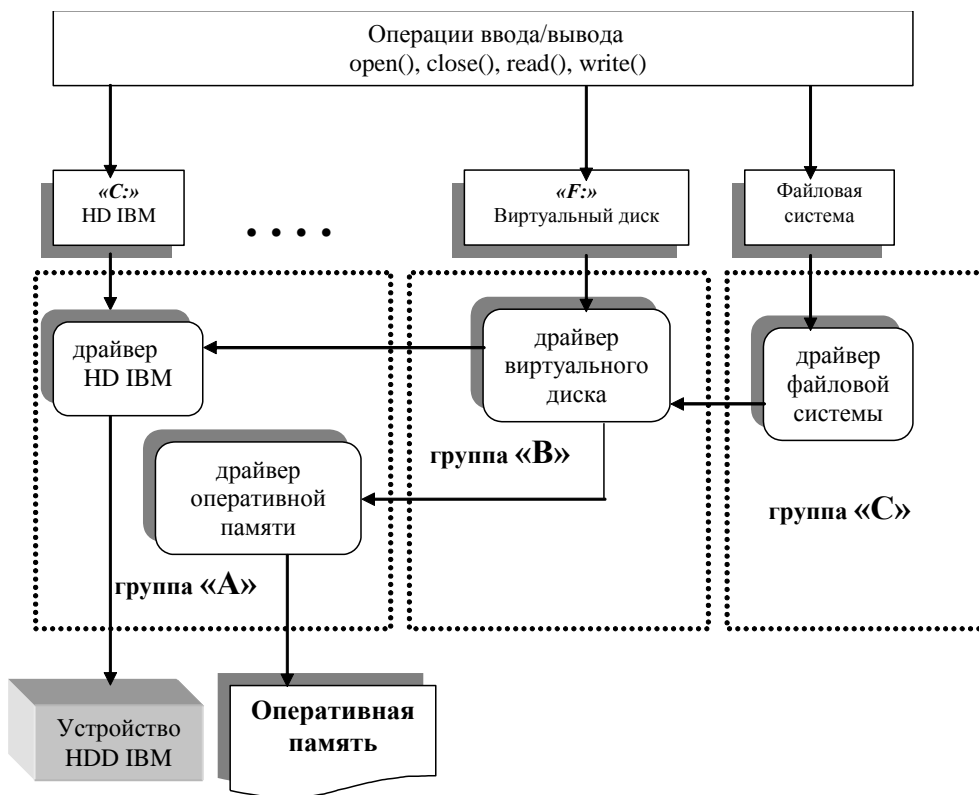 Операции ввода/вывода
open(), close(), read(), write()
«C:»
HD IBM
«F:»
Виртуальный диск
Файловая
система
драйвер
HD IBM
драйвер
виртуального
диска
драйвер
файловой
системы
группа «B»
драйвер
оперативной
памяти
группа «C»
группа «A»
Устройство
HDD IBM
Оперативная
память